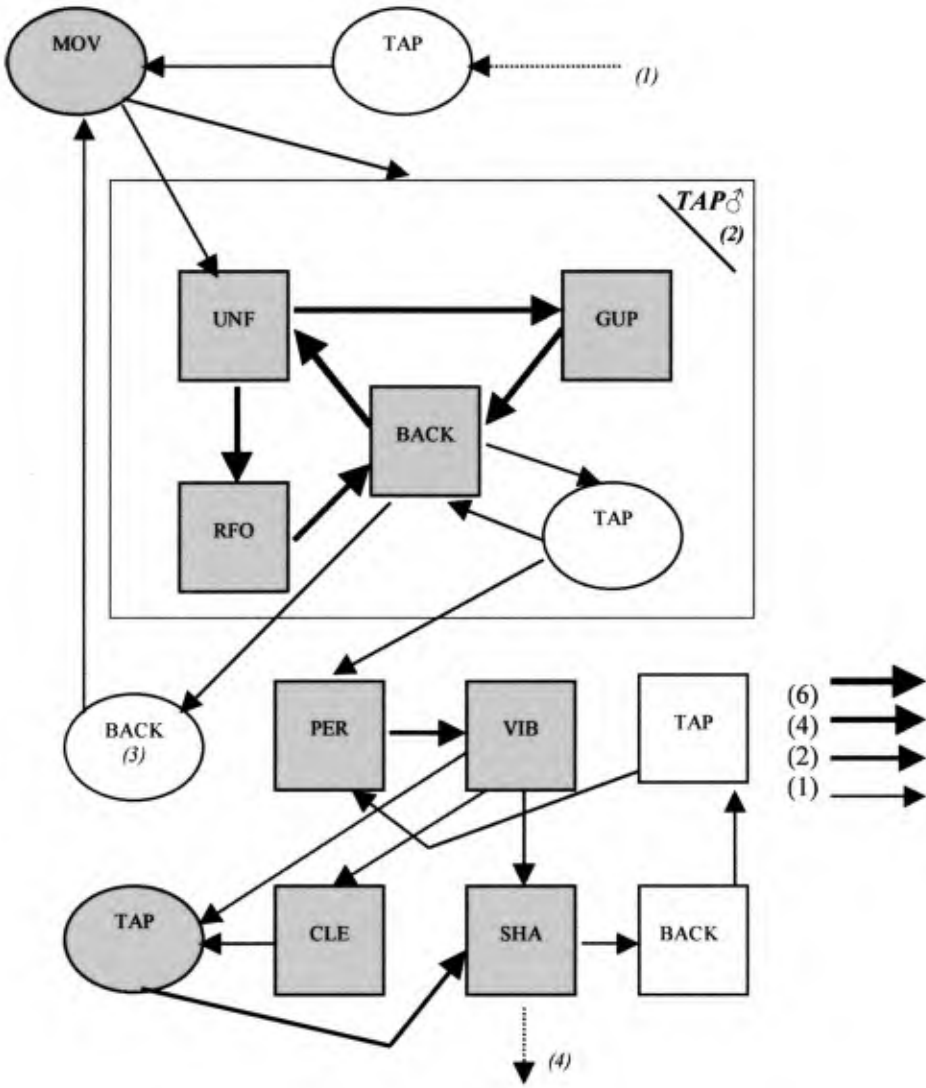 MOV
TAP
(1)
TAP♂
(2)
UNF
GUP
BACK
RFO
TAP
BACK
(3)
PER
VIB
TAP
(6)
(4)
(2)
(1)
TAP
CLE
SHA
BACK
(4)